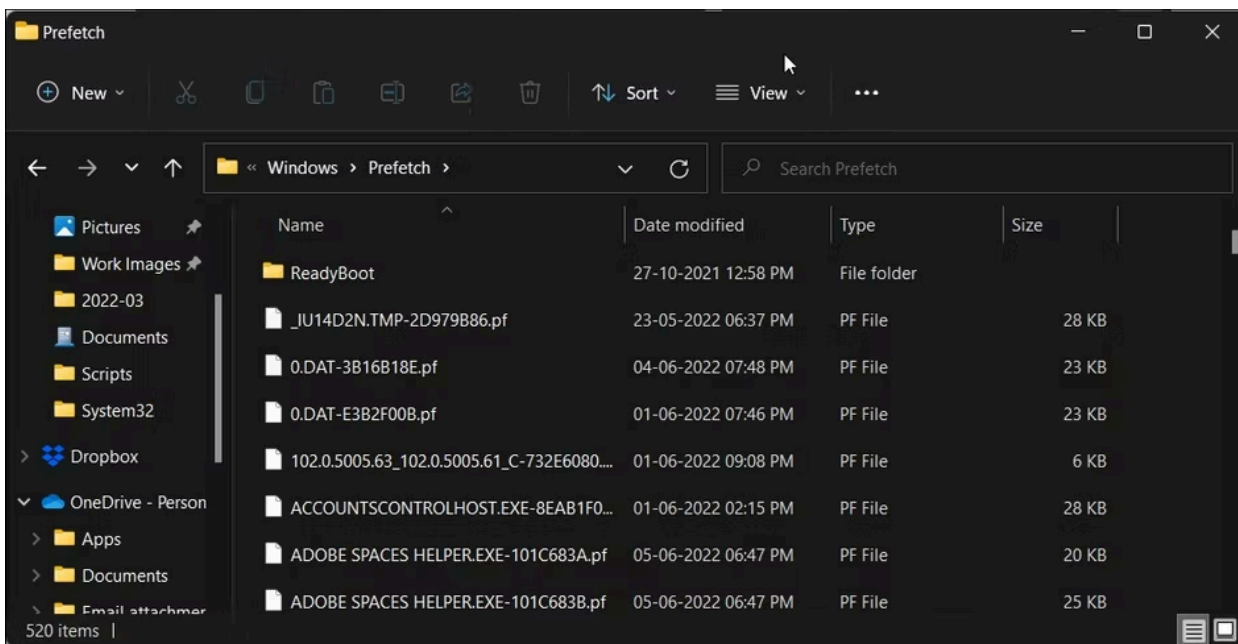 Prefetch
New Sort View
« Windows > Prefetch > Search Prefetch
Name Date modified Type Size
Pictures
Work Images
2022-03
Documents
Scripts
System32
Dropbox
OneDrive - Person
Apps
Documents
Email attachmer
ReadyBoot 27-10-2021 12:58 PM File folder
_IU14D2N.TMP-2D979B86.pf 23-05-2022 06:37 PM PF File 28 KB
0.DAT-3B16B18E.pf 04-06-2022 07:48 PM PF File 23 KB
0.DAT-E3B2F00B.pf 01-06-2022 07:46 PM PF File 23 KB
102.0.5005.63_102.0.5005.61_C-732E6080.... 01-06-2022 09:08 PM PF File 6 KB
ACCOUNTSCONTROLHOST.EXE-8EAB1F0... 01-06-2022 02:15 PM PF File 28 KB
ADOBE SPACES HELPER.EXE-101C683A.pf 05-06-2022 06:47 PM PF File 20 KB
ADOBE SPACES HELPER.EXE-101C683B.pf 05-06-2022 06:47 PM PF File 25 KB
520 items